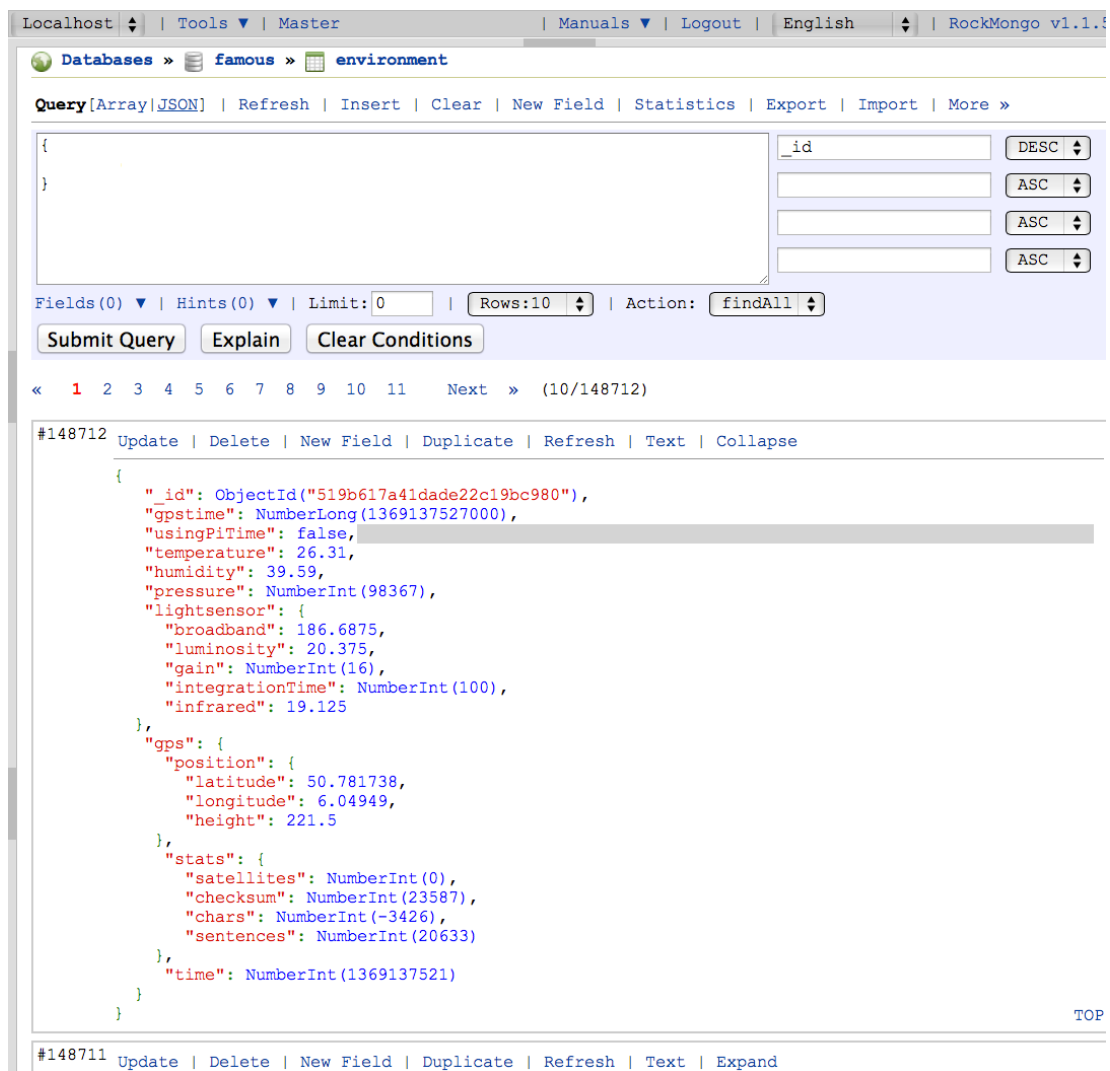 Localhost | Tools ▼ | Master | Manuals ▼ | Logout | English | RockMongo v1.1.5
Databases » famous » environment
Query[Array|JSON] | Refresh | Insert | Clear | New Field | Statistics | Export | Import | More »
{ _id DESC
} ASC
ASC
ASC
Fields(0) ▼ | Hints(0) ▼ | Limit: 0 | Rows:10 | Action: findAll
Submit Query Explain Clear Conditions
« 1 2 3 4 5 6 7 8 9 10 11 Next » (10/148712)
#148712 Update | Delete | New Field | Duplicate | Refresh | Text | Collapse
{
"_id": ObjectId("519b617a41dade22c19bc980"),
"gpstime": NumberLong(1369137527000),
"usingPiTime": false,
"temperature": 26.31,
"humidity": 39.59,
"pressure": NumberInt(98367),
"lightsensor": {
"broadband": 186.6875,
"luminosity": 20.375,
"gain": NumberInt(16),
"integrationTime": NumberInt(100),
"infrared": 19.125
},
"gps": {
"position": {
"latitude": 50.781738,
"longitude": 6.04949,
"height": 221.5
},
"stats": {
"satellites": NumberInt(0),
"checksum": NumberInt(23587),
"chars": NumberInt(-3426),
"sentences": NumberInt(20633)
},
"time": NumberInt(1369137521)
}
}
TOP
#148711 Update | Delete | New Field | Duplicate | Refresh | Text | Expand